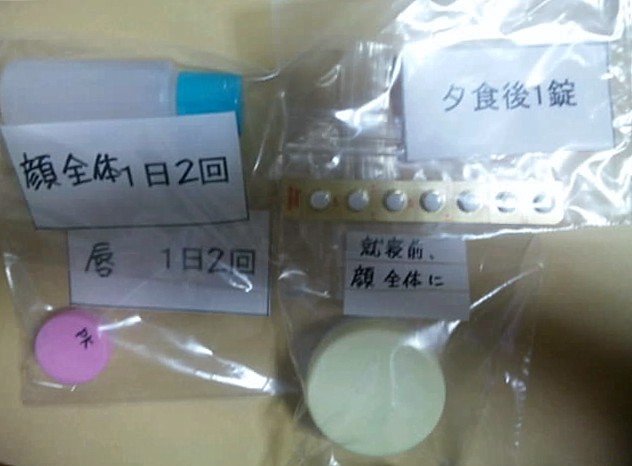 夕食後1錠
顔全体1日2回
唇 1日2回
就寝前、
顔全体に